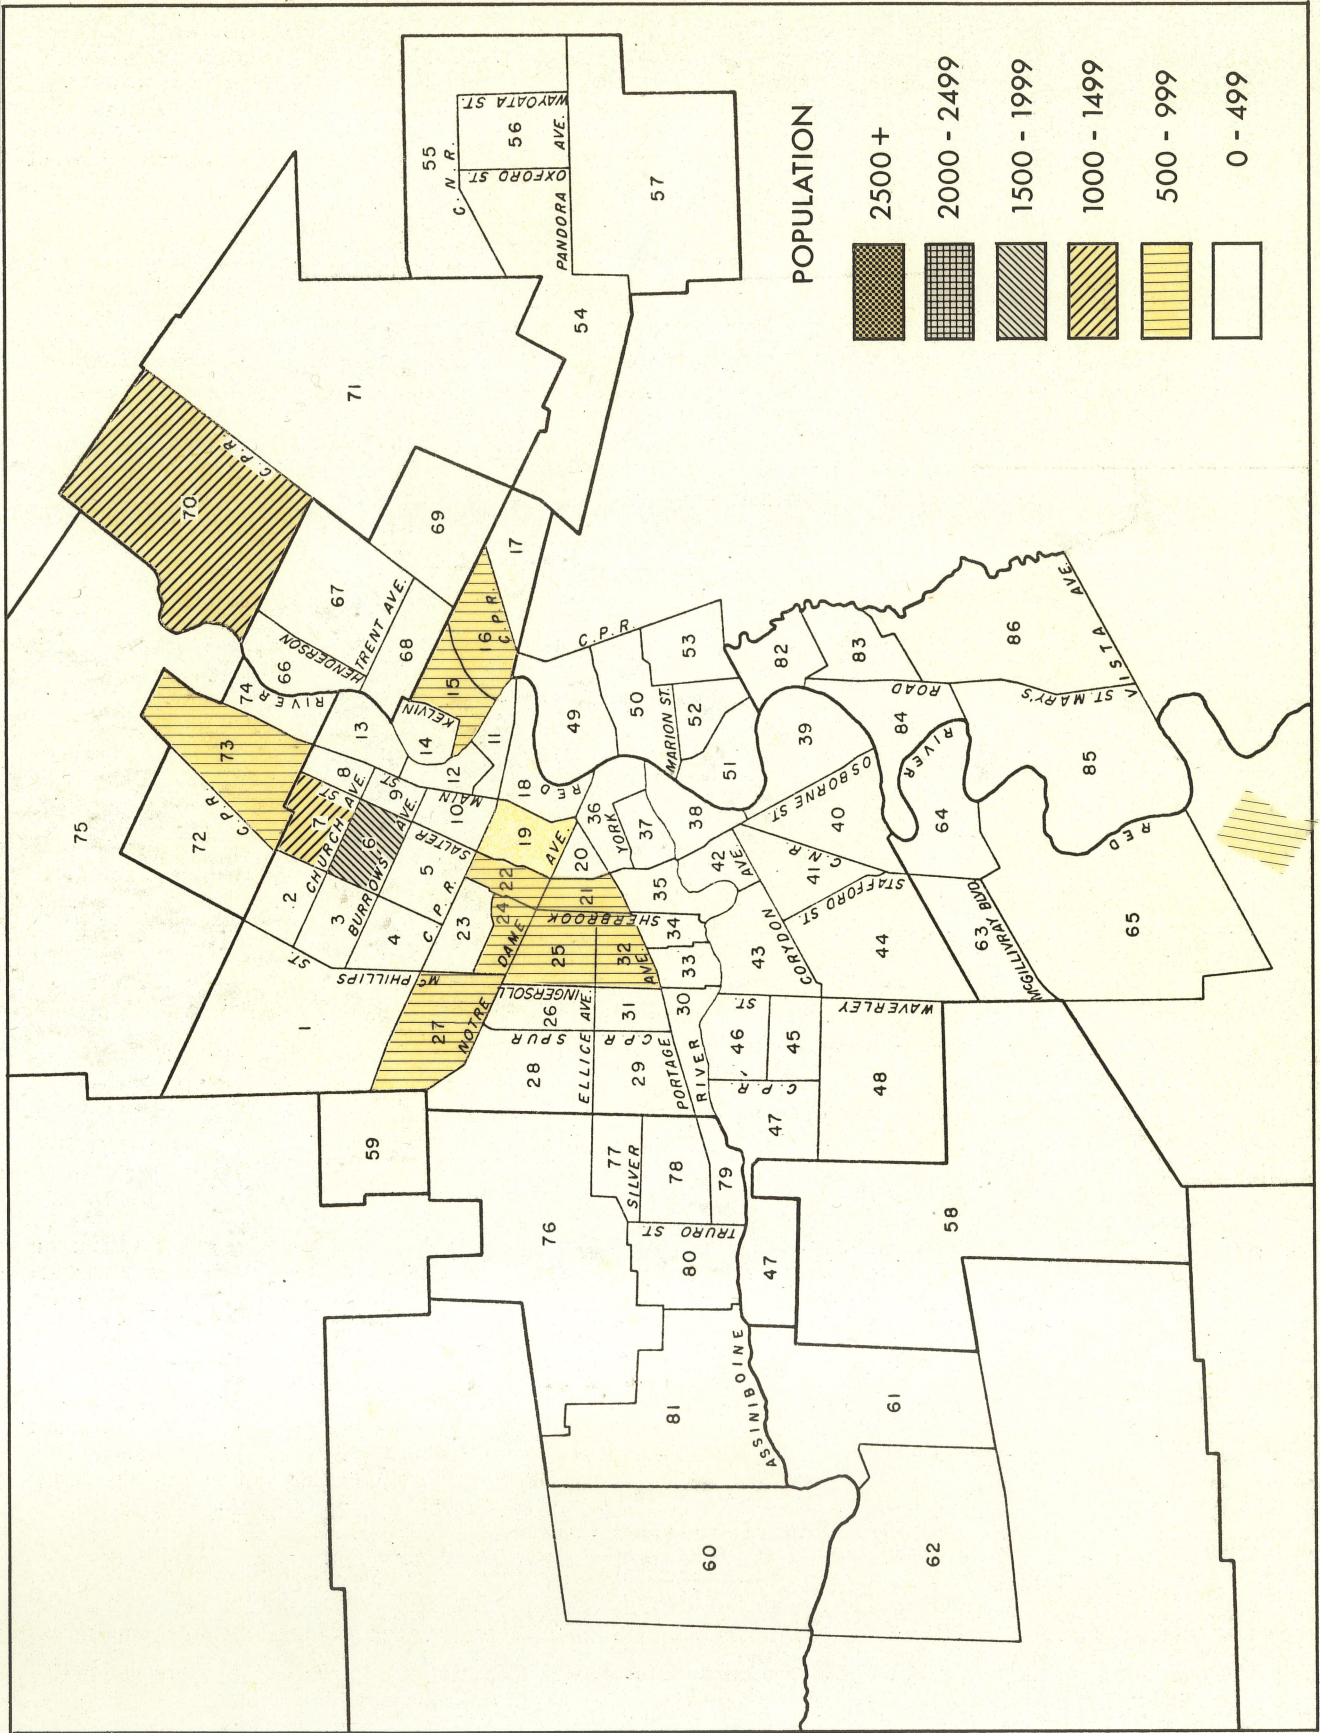 POPULATION
2500 +
2000 - 2499
1500 - 1999
1000 - 1499
500 - 999
0 - 499
75
55
C. N. R.
WAYOATA ST.
56
OXFORD ST.
PANDORA AVE.
57
54
71
C. P. R.
70
69
67
TRENT AVE.
HENDERSON
68
66
74
RIVER
73
C. P. R.
72
17
16
C. P. R.
15
KELVIN
14
13
12
11
MAIN ST.
8
9
10
7
CHURCH AVE.
6
BURROWS AVE.
SALTER ST.
5
2
3
4
C. P. R.
23
Mc PHILLIPS ST.
1
27
NOTRE DAME AVE.
18
19
20
22
24
21
SHERBROOK
25
32
AVE.
INGERSOLL
26
ELLICE AVE.
31
30
C. P. R. SPUR
28
29
PORTAGE
RIVER
RED
36
YORK
37
38
35
34
33
49
C. P. R.
50
MARION ST.
53
52
51
82
83
39
OSBORNE ST.
84
ROAD
RIVER
86
ST. MARY'S
VISTA AVE.
85
RED
64
40
C. N. R.
41
STAFFORD ST.
42
AVE.
CORYDON
43
44
63
McGILLIVRAY BLVD.
65
WAVERLEY ST.
46
45
C. P. R.
47
48
59
76
77
SILVER
78
79
TRURO ST.
80
47
58
81
ASSINIBOINE
61
60
62